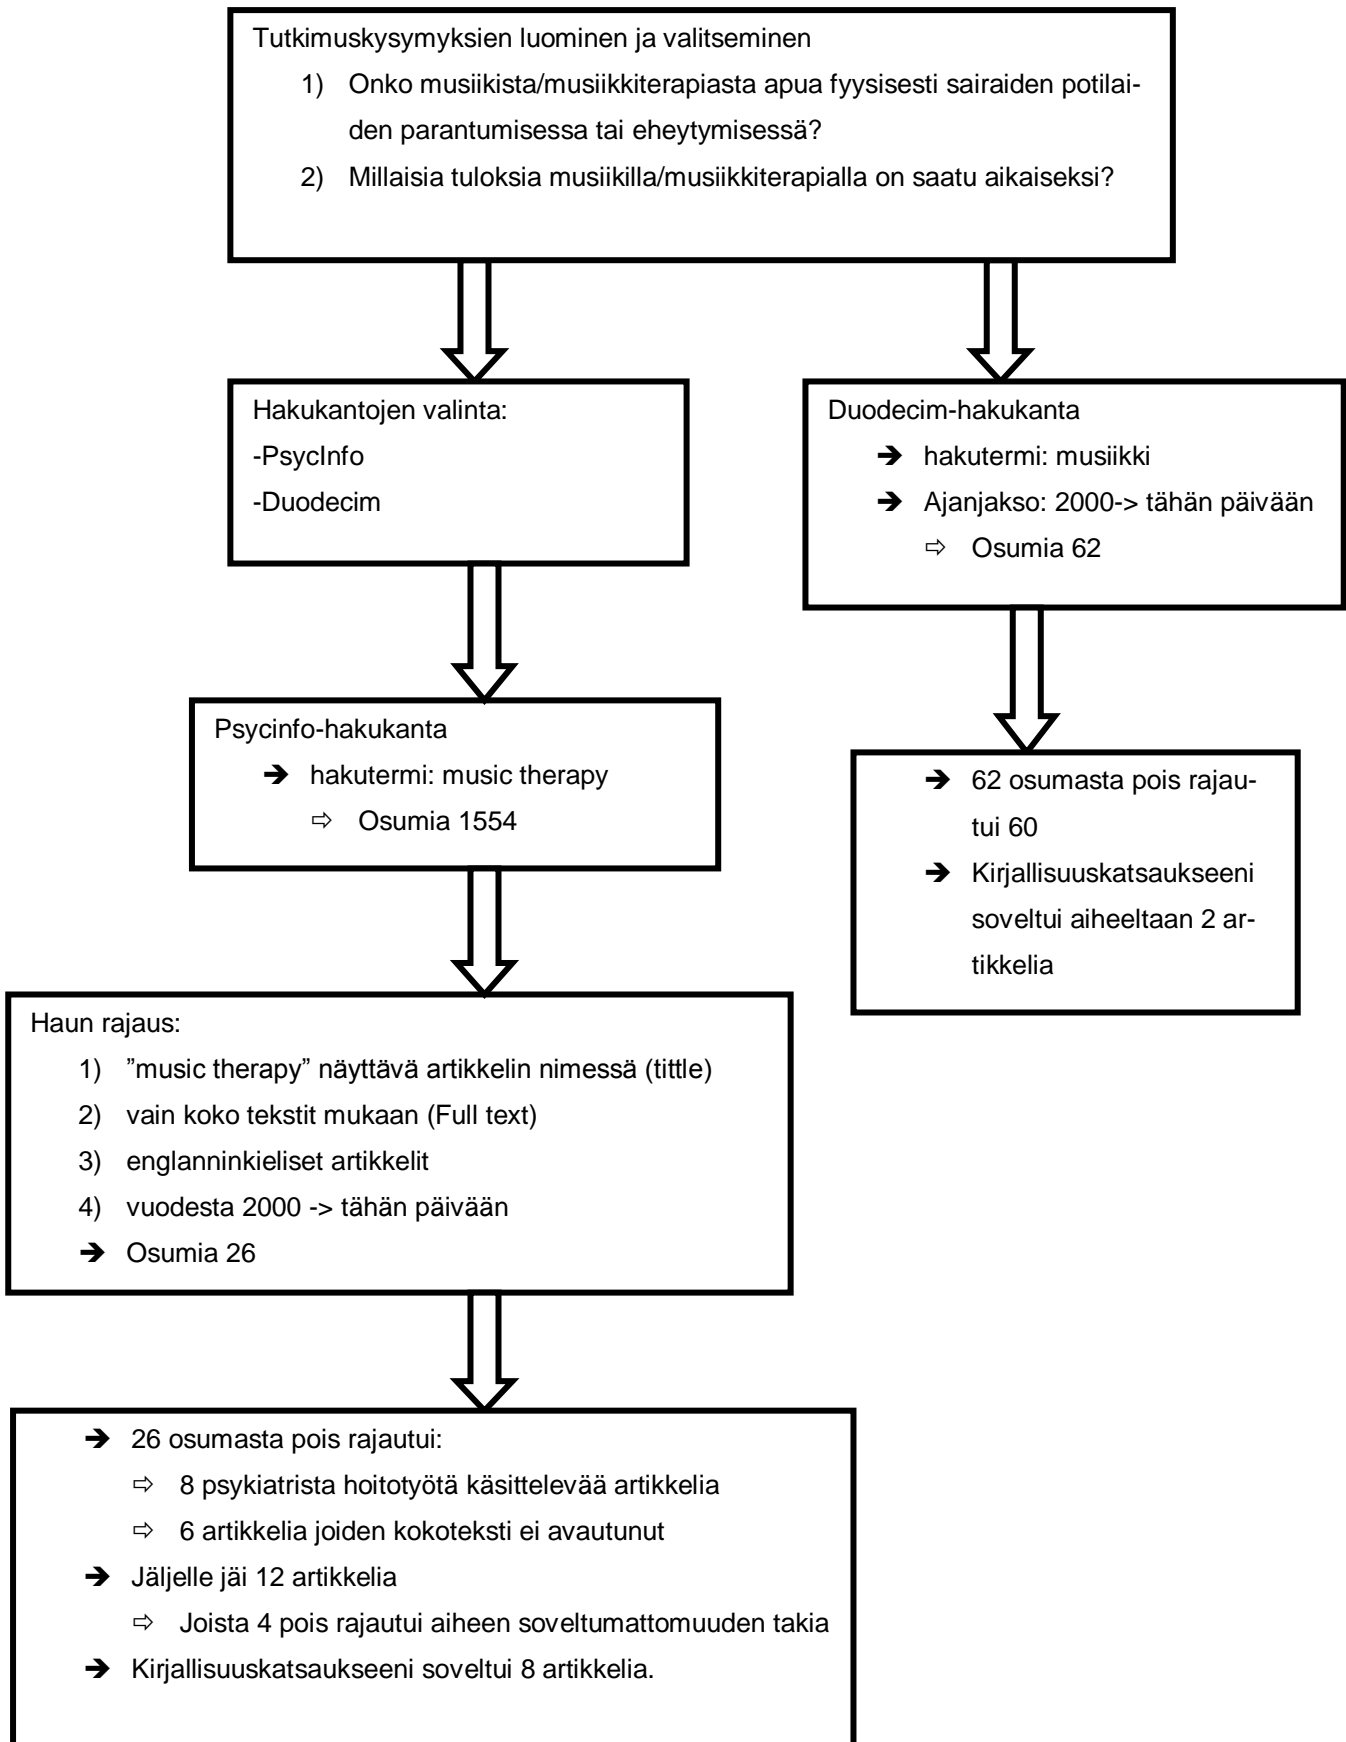 Tutkimuskysymyksien luominen ja valitseminen
1) Onko musiikista/musiikkiterapiasta apua fyysisesti sairaiden potilai-
den parantumisessa tai eheytymisessä?
2) Millaisia tuloksia musiikilla/musiikkiterapialla on saatu aikaiseksi?
Hakukantojen valinta:
-PsycInfo
-Duodecim
Duodecim-hakukanta
➔ hakutermi: musiikki
➔ Ajanjakso: 2000-> tähän päivään
⇨ Osumia 62
Psycinfo-hakukanta
➔ hakutermi: music therapy
⇨ Osumia 1554
➔ 62 osumasta pois rajau-
tui 60
➔ Kirjallisuuskatsaukseeni
soveltui aiheeltaan 2 ar-
tikkelia
Haun rajaus:
1) ”music therapy” näyttävä artikkelin nimessä (tittle)
2) vain koko tekstit mukaan (Full text)
3) englanninkieliset artikkelit
4) vuodesta 2000 -> tähän päivään
➔ Osumia 26
➔ 26 osumasta pois rajautui:
⇨ 8 psykiatrista hoitotyötä käsittelevää artikkelia
⇨ 6 artikkelia joiden kokoteksti ei avautunut
➔ Jäljelle jäi 12 artikkelia
⇨ Joista 4 pois rajautui aiheen soveltumattomuuden takia
➔ Kirjallisuuskatsaukseeni soveltui 8 artikkelia.